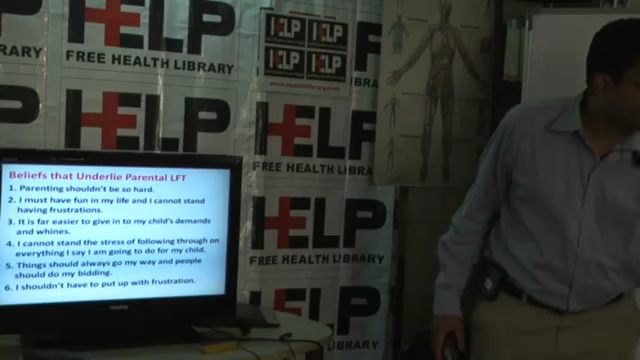 HELP
FREE HEALTH LIBRARY
HELP
HELP
HELP
HELP
www.healthlibrary.com
HELP
FREE HEALTH LIBRARY
HELP
FREE HEALTH LIBRARY
HELP
FREE HEALTH LIBRARY
Beliefs that Underlie Parental LFT
1. Parenting shouldn't be so hard.
2. I must have fun in my life and I cannot stand
having frustrations.
3. It is far easier to give in to my child's demands
and whines.
4. I cannot stand the stress of following through on
everything I say I am going to do for my child.
5. Things should always go my way and people
should do my bidding.
6. I shouldn't have to put up with frustration.